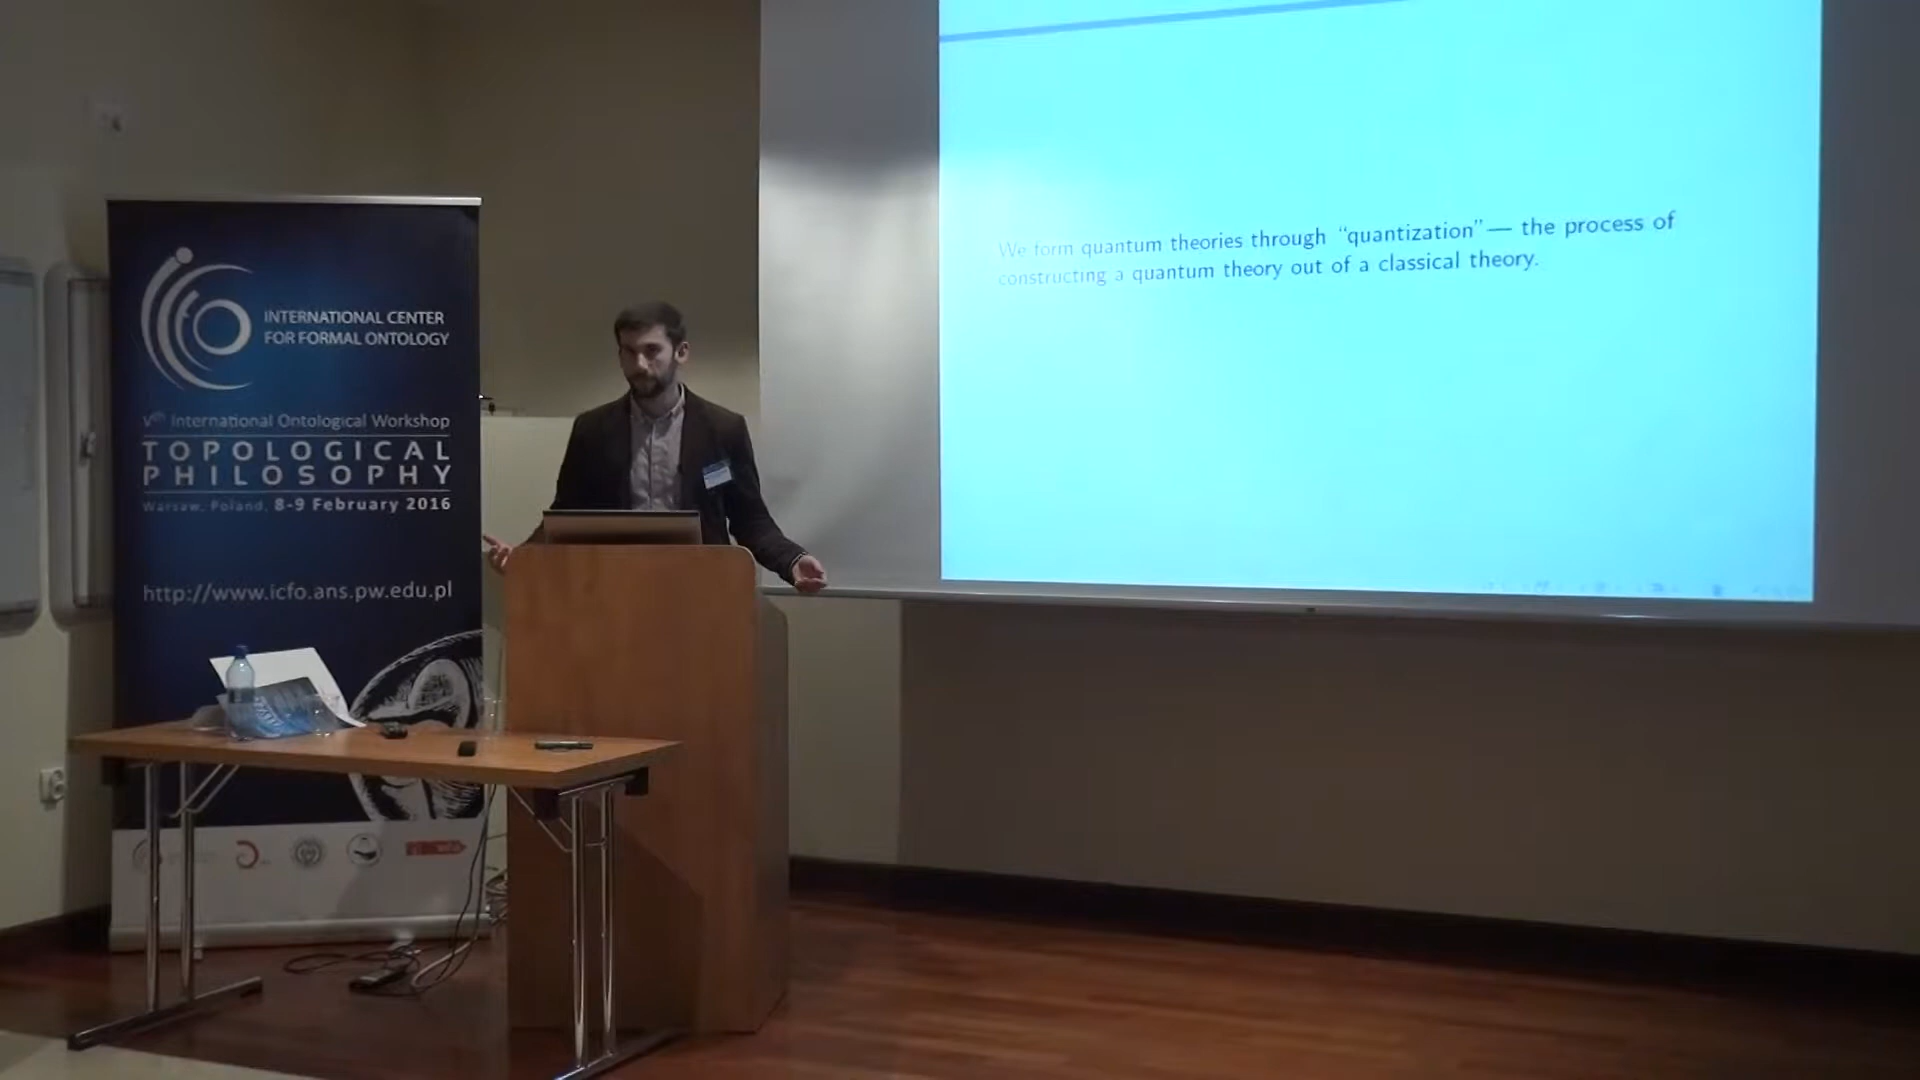 INTERNATIONAL CENTER
FOR FORMAL ONTOLOGY
Vth International Ontological Workshop
TOPOLOGICAL
PHILOSOPHY
Warsaw, Poland, 8-9 February 2016
http://www.icfo.ans.pw.edu.pl
We form quantum theories through “quantization”— the process of
constructing a quantum theory out of a classical theory.